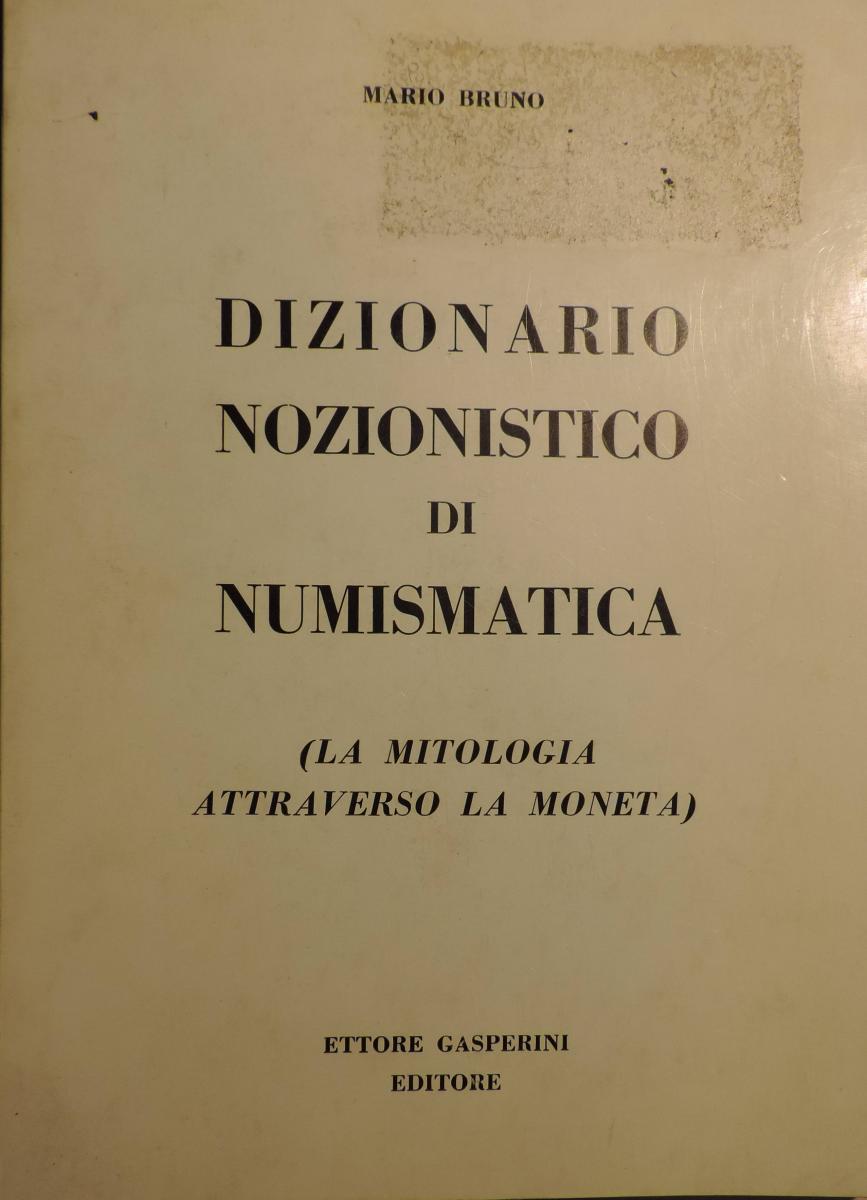 MARIO BRUNO
DIZIONARIO
NOZIONISTICO
DI
NUMISMATICA
(LA MITOLOGIA
ATTRAVERSO LA MONETA)
ETTORE GASPERINI
EDITORE